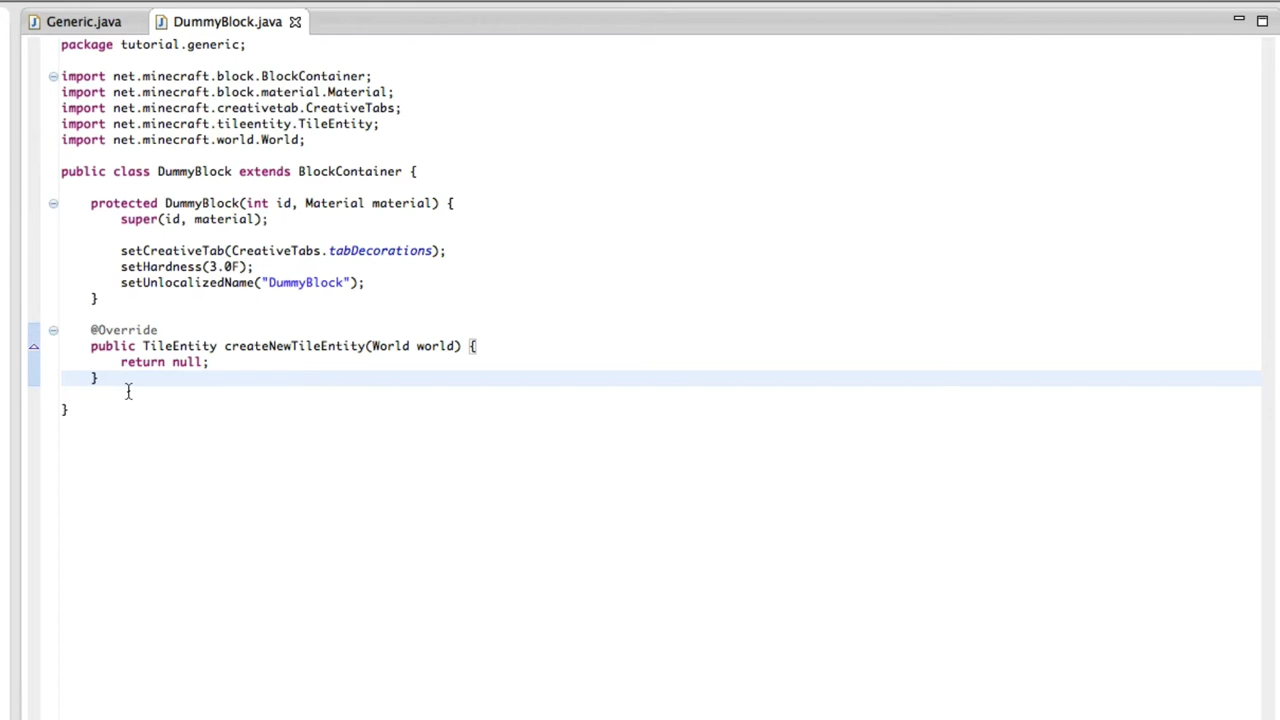 Generic.java
DummyBlock.java
package tutorial.generic;
import net.minecraft.block.BlockContainer;
import net.minecraft.block.material.Material;
import net.minecraft.creativetab.CreativeTabs;
import net.minecraft.tileentity.TileEntity;
import net.minecraft.world.World;
public class DummyBlock extends BlockContainer {
protected DummyBlock(int id, Material material) {
super(id, material);
setCreativeTab(CreativeTabs.tabDecorations);
setHardness(3.0F);
setUnlocalizedName("DummyBlock");
}
@Override
public TileEntity createNewTileEntity(World world) {
return null;
}
}